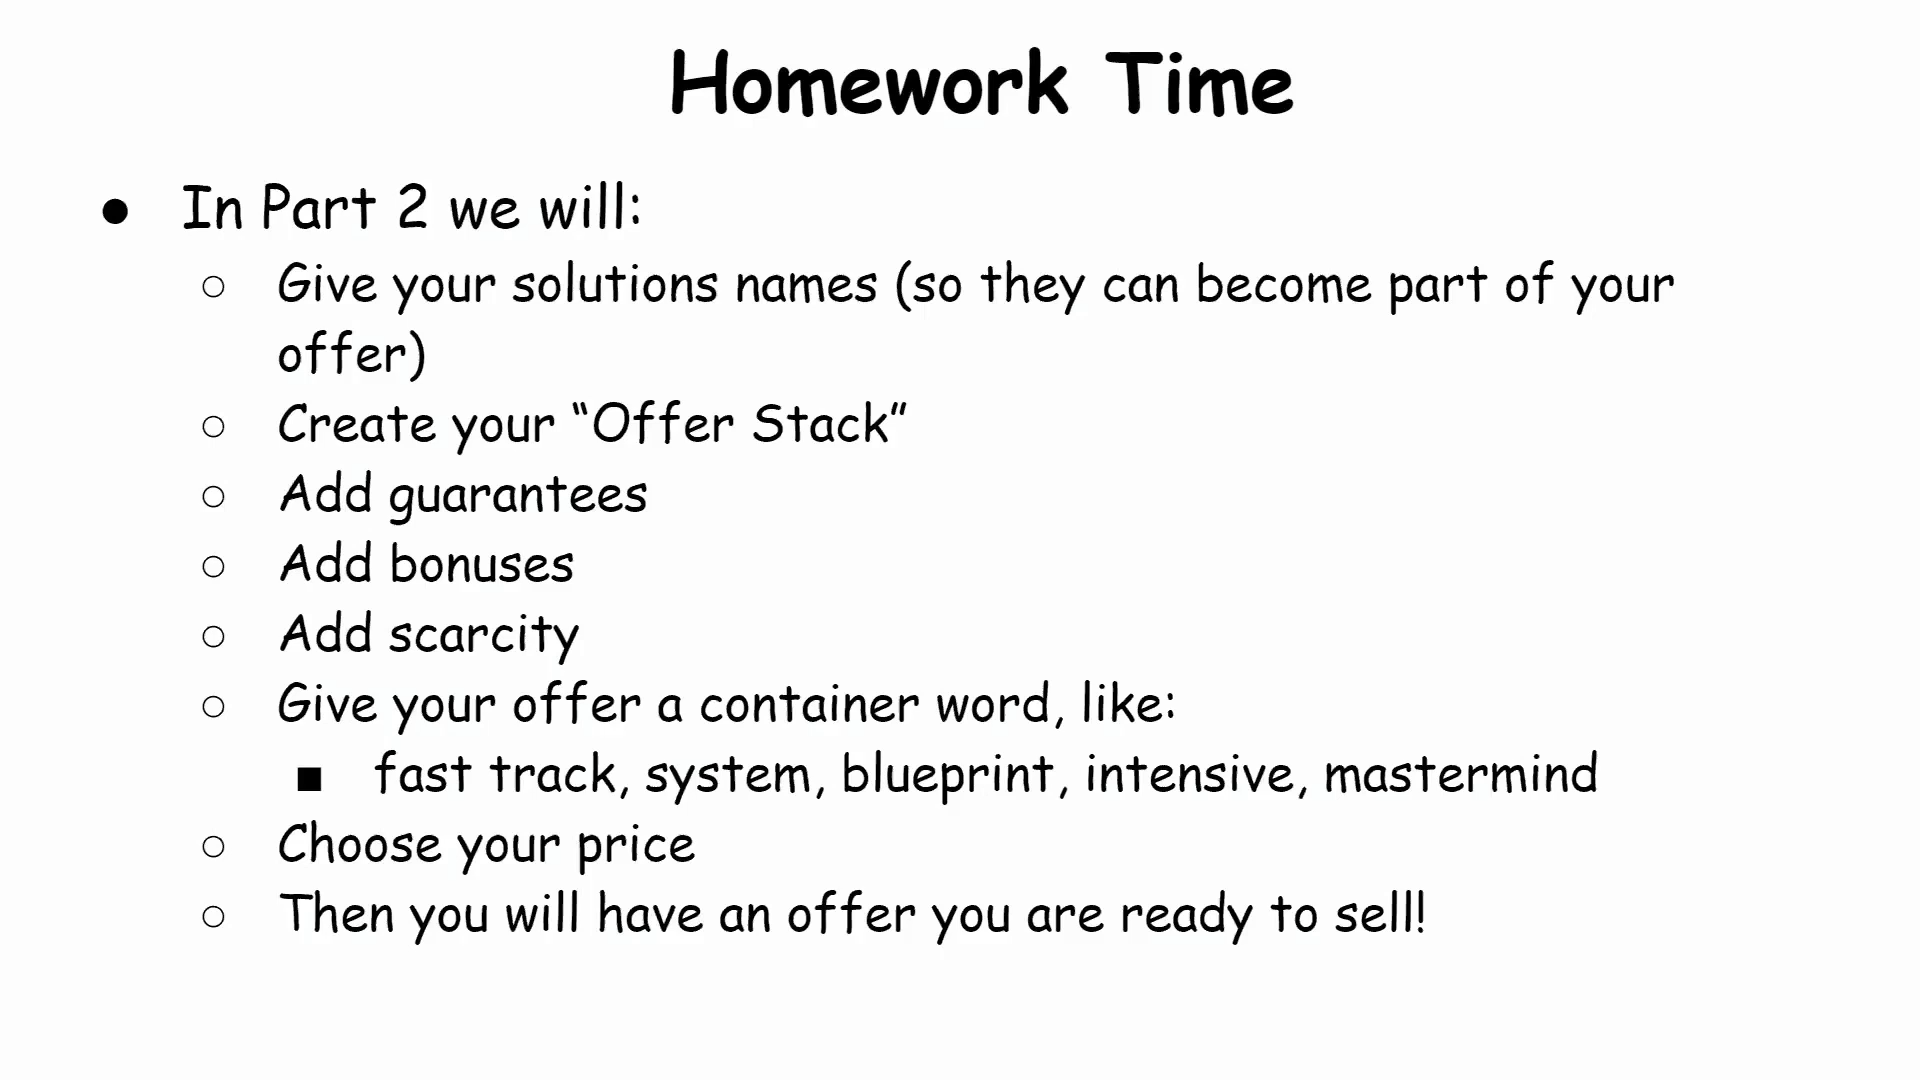 Homework Time
● In Part 2 we will:
○ Give your solutions names (so they can become part of your
offer)
○ Create your “Offer Stack”
○ Add guarantees
○ Add bonuses
○ Add scarcity
○ Give your offer a container word, like:
■ fast track, system, blueprint, intensive, mastermind
○ Choose your price
○ Then you will have an offer you are ready to sell!